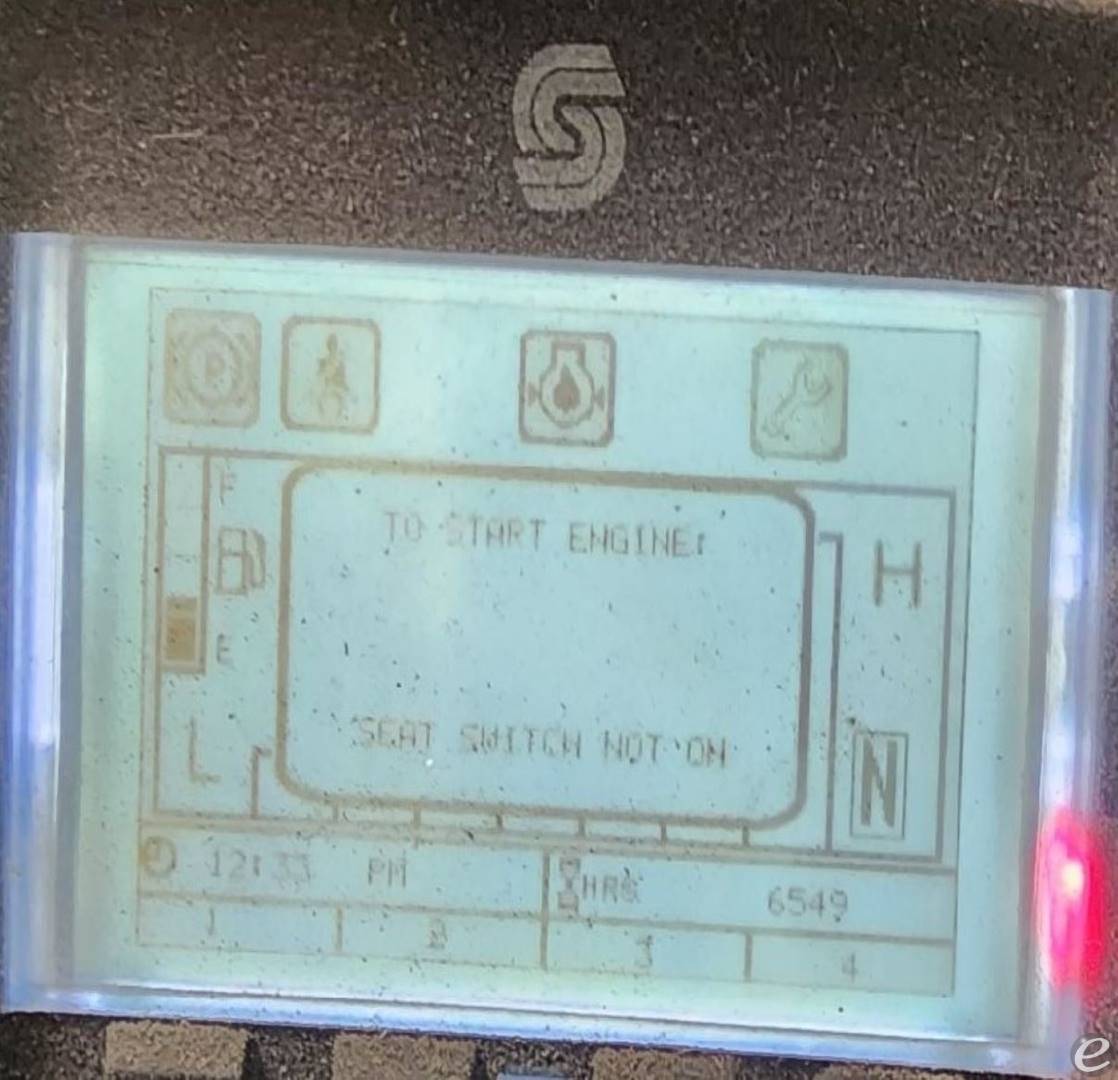 P
F
TO START ENGINE:
H
E
SEAT SWITCH NOT ON
L
N
12:33 PM
HRS 6549
1 2 3 4
e